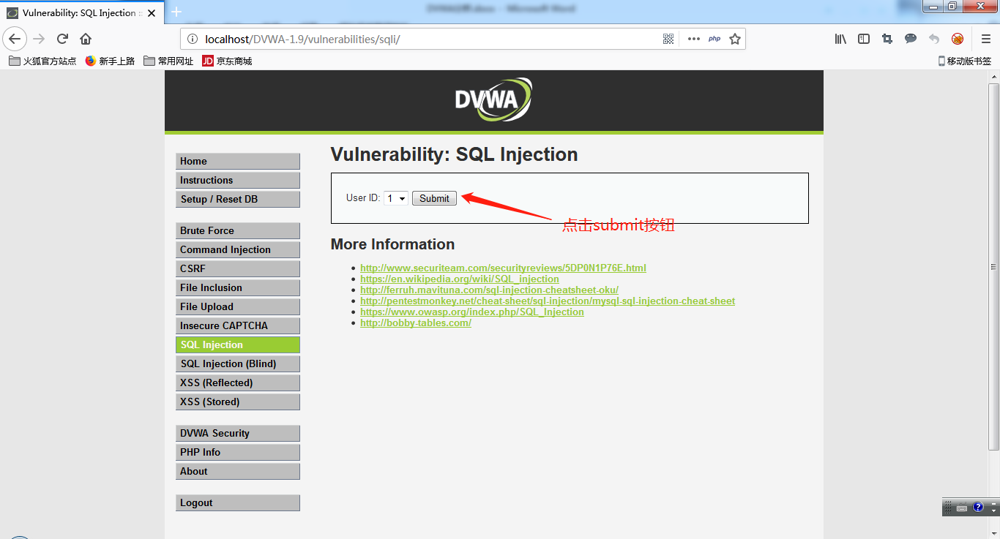 Vulnerability: SQL Injection ::
DVWA
localhost/DVWA-1.9/vulnerabilities/sqli/
php
火狐官方站点 新手上路 常用网址 JD 京东商城 移动版书签
DVWA
Home
Instructions
Setup / Reset DB
Brute Force
Command Injection
CSRF
File Inclusion
File Upload
Insecure CAPTCHA
SQL Injection
SQL Injection (Blind)
XSS (Reflected)
XSS (Stored)
DVWA Security
PHP Info
About
Logout
Vulnerability: SQL Injection
User ID: 1 Submit
点击submit按钮
More Information
http://www.securiteam.com/securityreviews/5DP0N1P76E.html
https://en.wikipedia.org/wiki/SQL_injection
http://ferruh.mavituna.com/sql-injection-cheatsheet-oku/
http://pentestmonkey.net/cheat-sheet/sql-injection/mysql-sql-injection-cheat-sheet
https://www.owasp.org/index.php/SQL_Injection
http://bobby-tables.com/